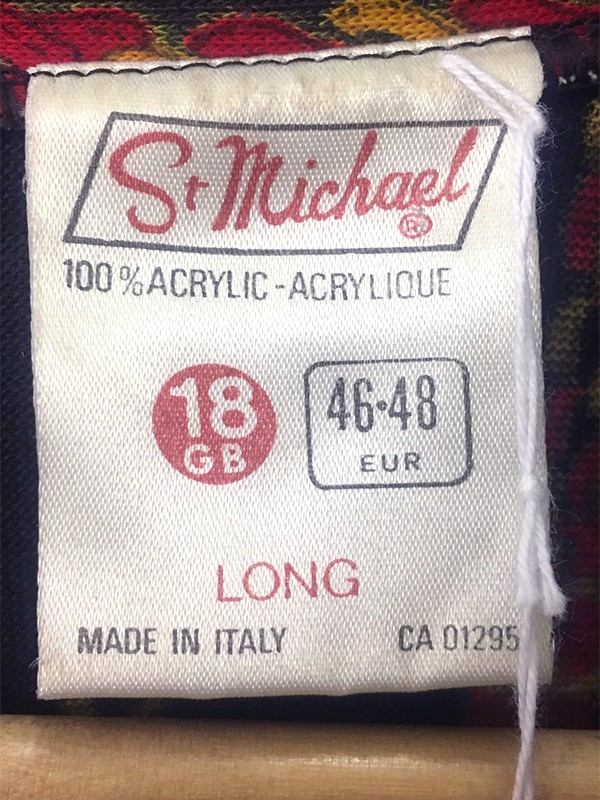 St Michael®
100% ACRYLIC - ACRYLIQUE
18 46·48
GB EUR
LONG
MADE IN ITALY CA 01295